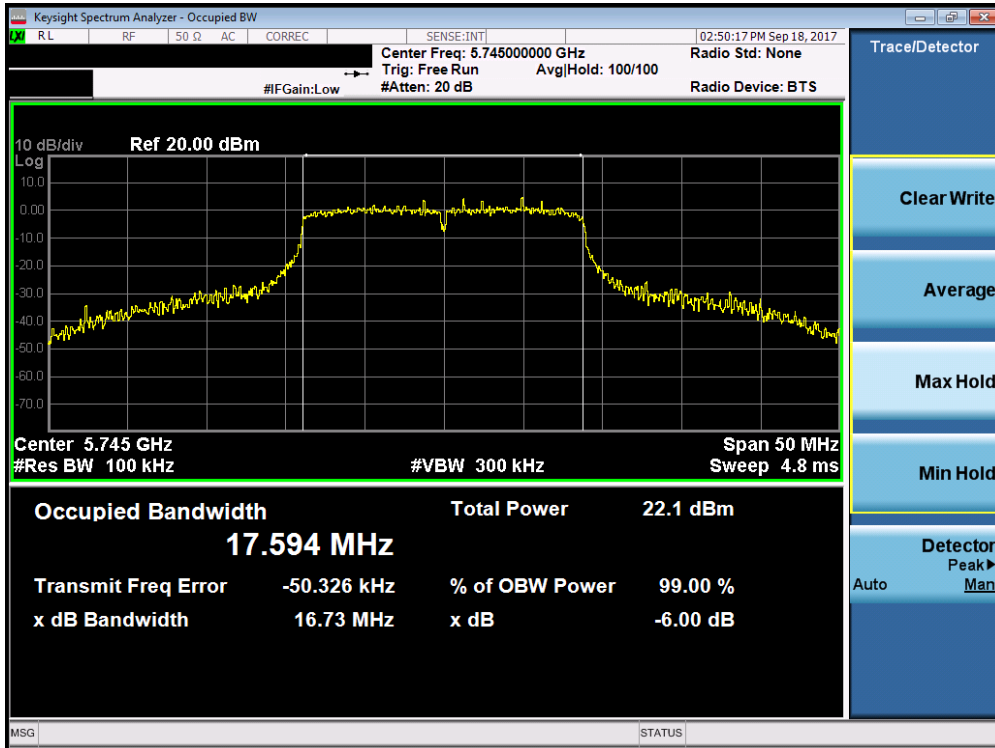 Keysight Spectrum Analyzer - Occupied BW
LXI RL RF 50 Ω AC CORREC SENSE:INT 02:50:17 PM Sep 18, 2017
Center Freq: 5.745000000 GHz Radio Std: None
Trig: Free Run Avg|Hold: 100/100
#IFGain:Low #Atten: 20 dB Radio Device: BTS
10 dB/div Ref 20.00 dBm
Log
10.0
0.00
-10.0
-20.0
-30.0
-40.0
-50.0
-60.0
-70.0
Center 5.745 GHz Span 50 MHz
#Res BW 100 kHz #VBW 300 kHz Sweep 4.8 ms
Occupied Bandwidth Total Power 22.1 dBm
17.594 MHz
Transmit Freq Error -50.326 kHz % of OBW Power 99.00 %
x dB Bandwidth 16.73 MHz x dB -6.00 dB
MSG STATUS
Trace/Detector
Clear Write
Average
Max Hold
Min Hold
Detector
Peak▶
Auto Man